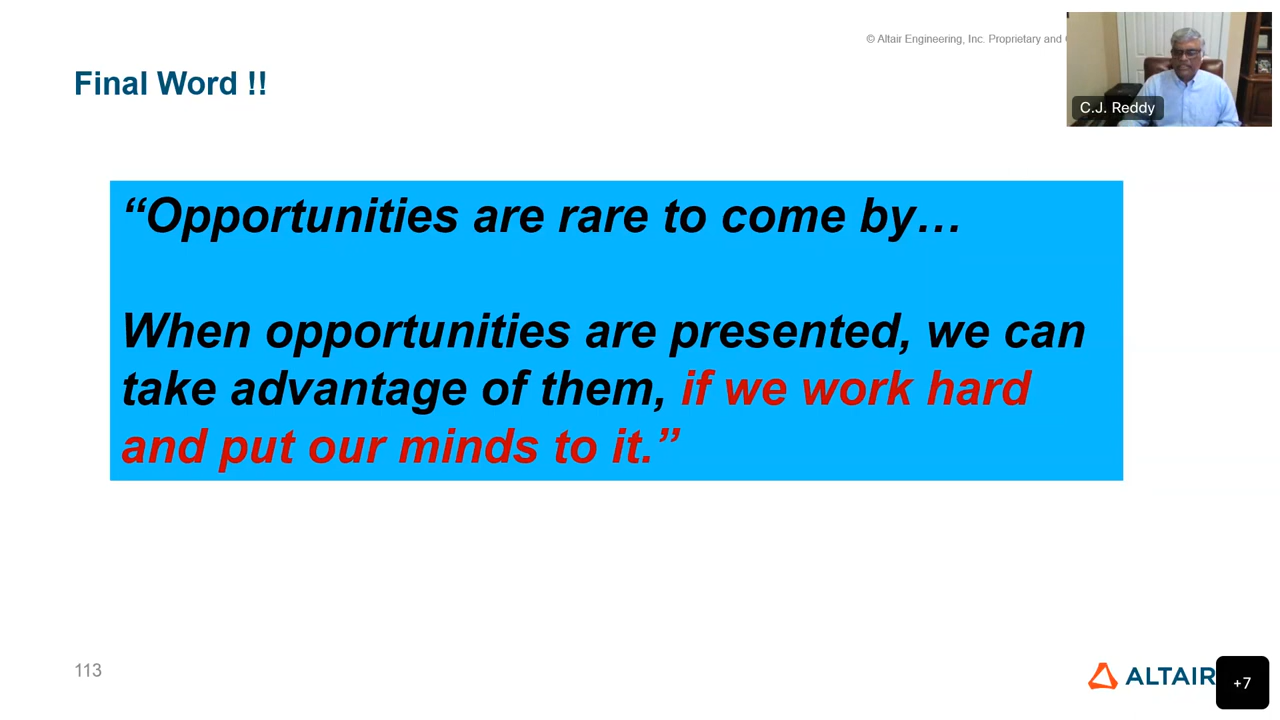 © Altair Engineering, Inc. Proprietary and
Final Word !!
C.J. Reddy
“Opportunities are rare to come by…
When opportunities are presented, we can
take advantage of them, if we work hard
and put our minds to it.”
113
ALTAIR
+7